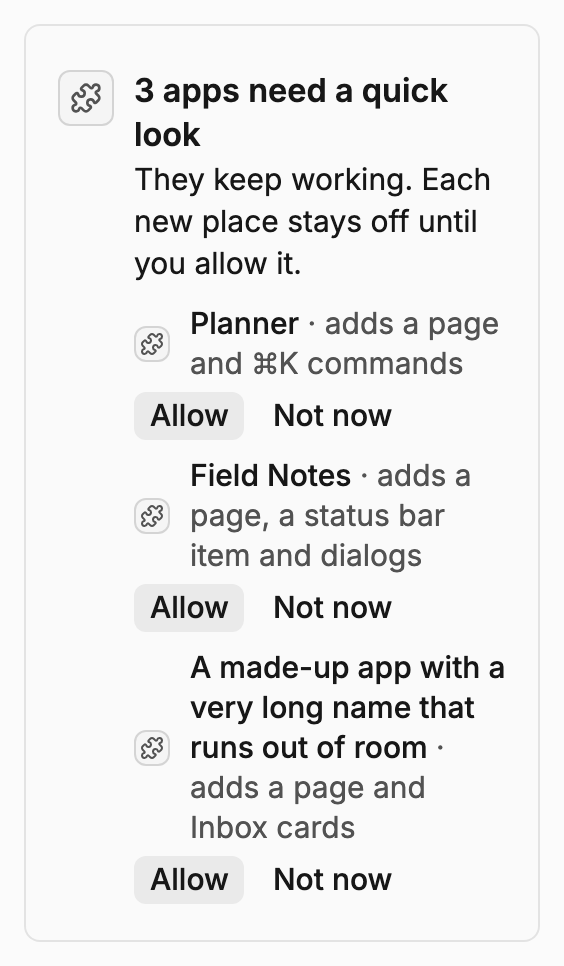 3 apps need a quick
look
They keep working. Each
new place stays off until
you allow it.
Planner · adds a page
and ⌘K commands
Allow Not now
Field Notes · adds a
page, a status bar
item and dialogs
Allow Not now
A made-up app with a
very long name that
runs out of room ·
adds a page and
Inbox cards
Allow Not now